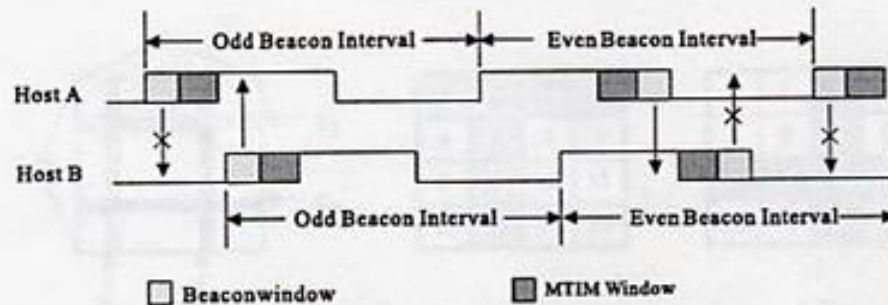 Odd Beacon Interval
Even Beacon Interval
Host A
Host B
Odd Beacon Interval
Even Beacon Interval
Beaconwindow
MTIM Window